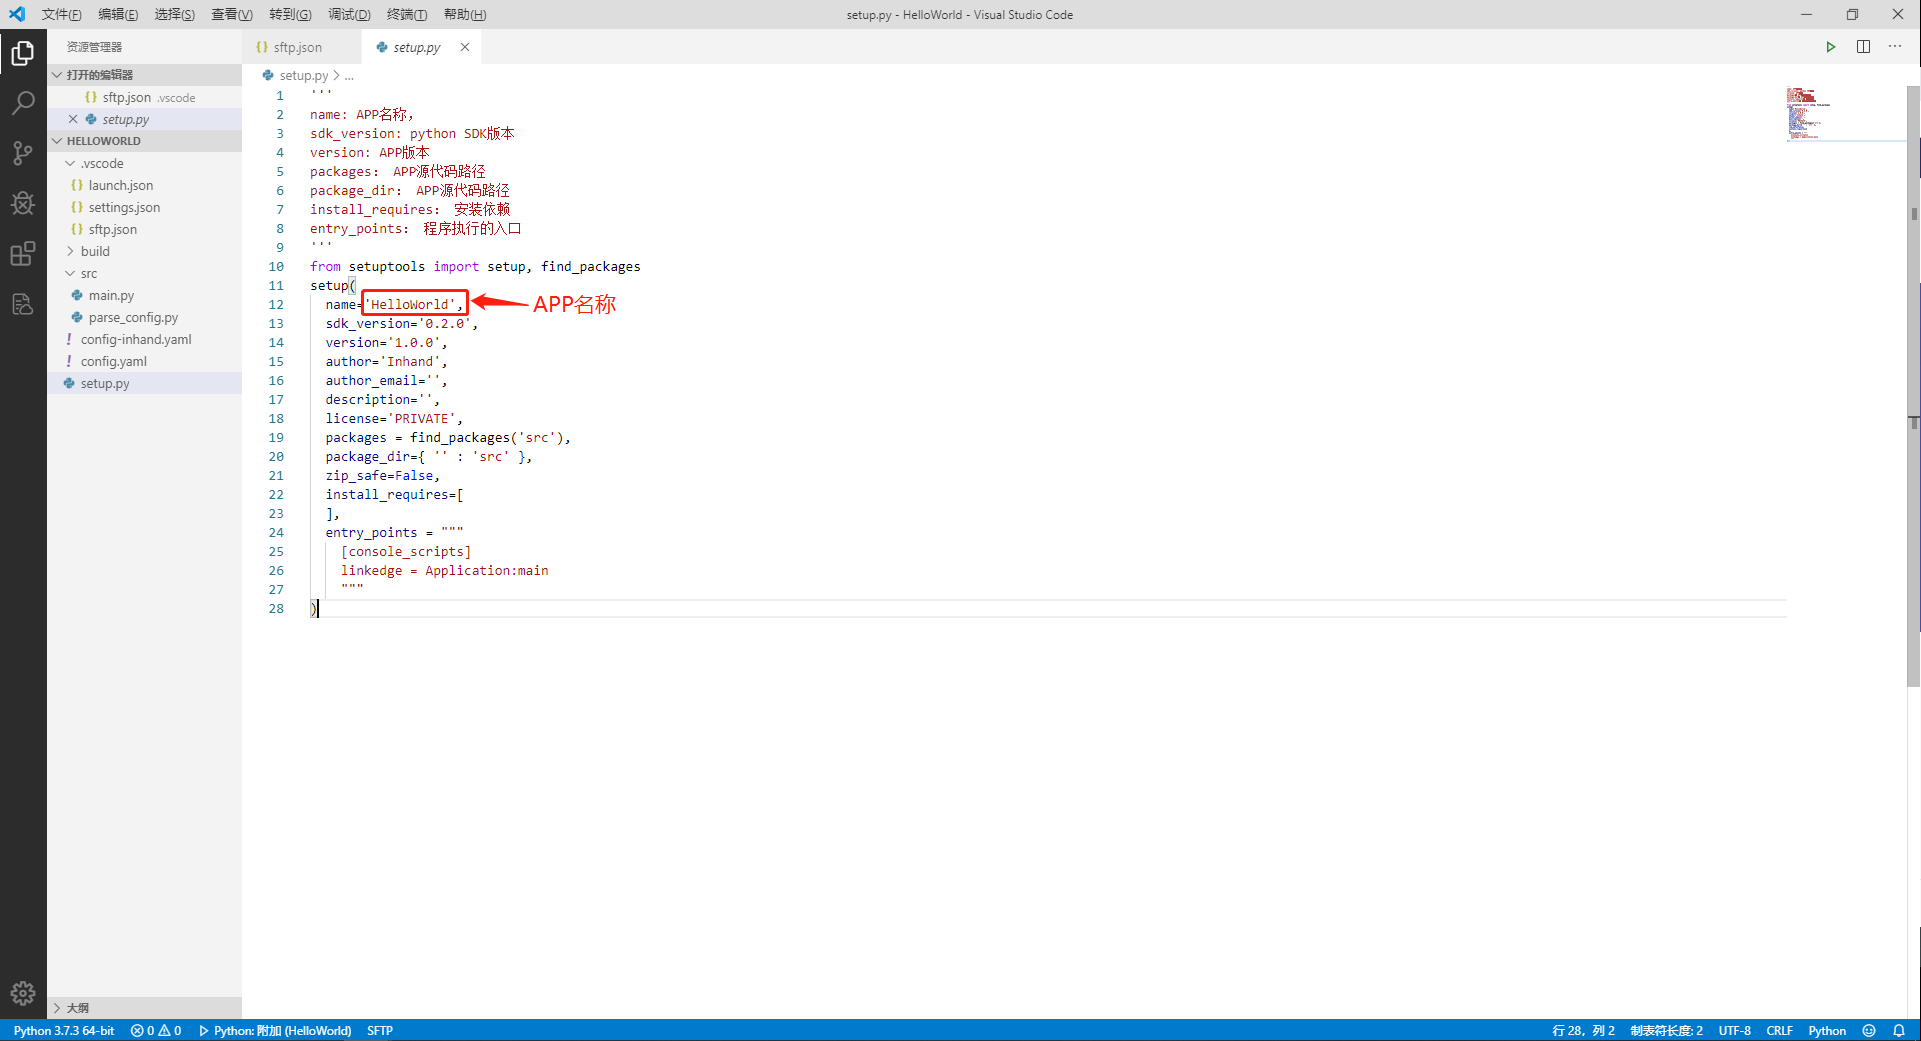 文件(F) 编辑(E) 选择(S) 查看(V) 转到(G) 调试(D) 终端(T) 帮助(H)
setup.py - HelloWorld - Visual Studio Code
资源管理器
打开的编辑器
sftp.json .vscode
setup.py
HELLOWORLD
.vscode
launch.json
settings.json
sftp.json
build
src
main.py
parse_config.py
config-inhand.yaml
config.yaml
setup.py
大纲
sftp.json
setup.py
setup.py > ...
1 '''
2 name: APP名称,
3 sdk_version: python SDK版本
4 version: APP版本
5 packages: APP源代码路径
6 package_dir: APP源代码路径
7 install_requires: 安装依赖
8 entry_points: 程序执行的入口
9 '''
10 from setuptools import setup, find_packages
11 setup(
12 name='HelloWorld',
APP名称
13 sdk_version='0.2.0',
14 version='1.0.0',
15 author='Inhand',
16 author_email='',
17 description='',
18 license='PRIVATE',
19 packages = find_packages('src'),
20 package_dir={ '' : 'src' },
21 zip_safe=False,
22 install_requires=[
23 ],
24 entry_points = """
25 [console_scripts]
26 linkedge = Application:main
27 """
28 )
Python 3.7.3 64-bit 0 0 Python: 附加 (HelloWorld) SFTP
行 28, 列 2 制表符长度: 2 UTF-8 CRLF Python